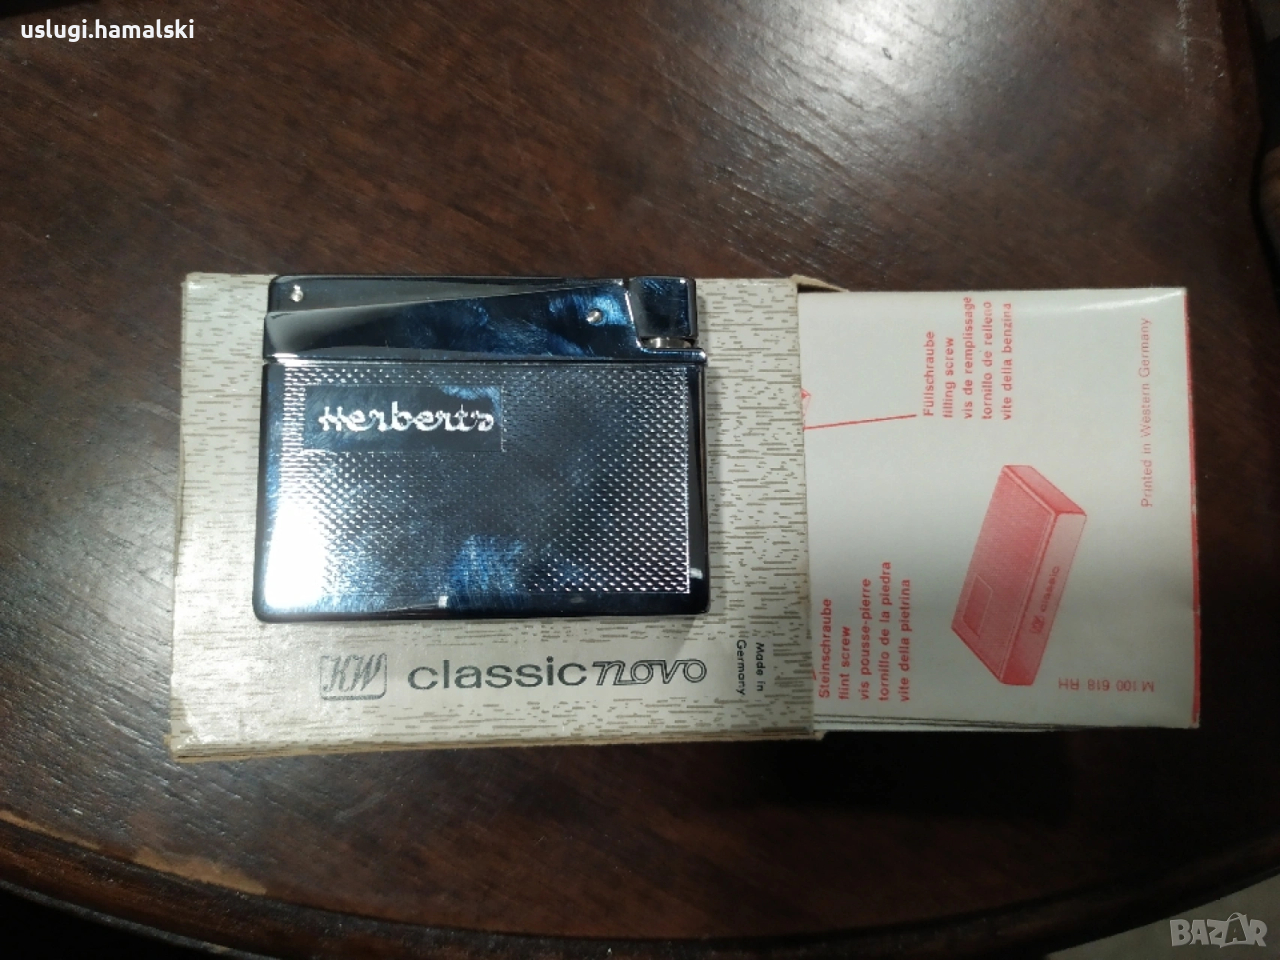 uslugi.hamalski
Herberts
KW classic novo
Made in
Germany
Füllschraube
filling screw
vis de remplissage
tornillo de relleno
vite della benzina
Steinschraube
flint screw
vis pousse-pierre
tornillo de la piedra
vite della pietrina
KW classic
Printed in Western Germany
M 100 618 RH
BAZAR